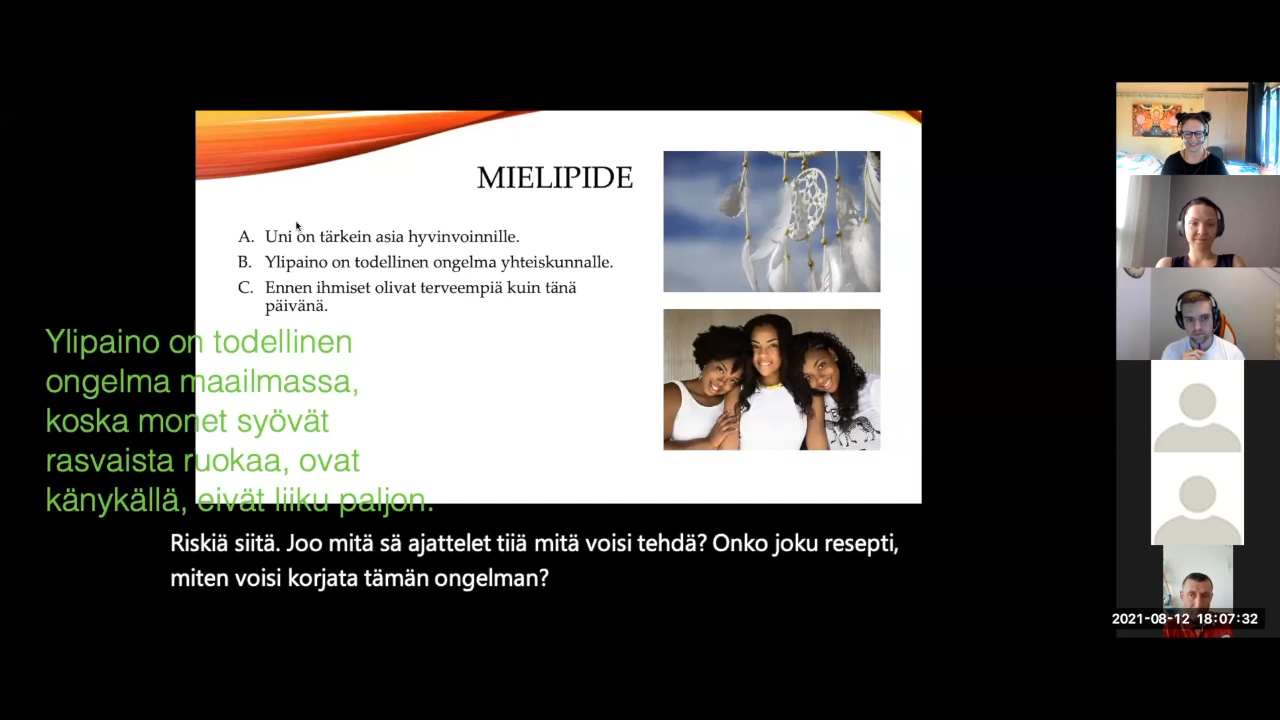 MIELIPIDE
A. Uni on tärkein asia hyvinvoinnille.
B. Ylipaino on todellinen ongelma yhteiskunnalle.
C. Ennen ihmiset olivat terveempiä kuin tänä
päivänä.
Ylipaino on todellinen
ongelma maailmassa,
koska monet syövät
rasvaista ruokaa, ovat
känykällä, eivät liiku paljon.
Riskiä siitä. Joo mitä sä ajattelet tiiä mitä voisi tehdä? Onko joku resepti,
miten voisi korjata tämän ongelman?
2021-08-12 18:07:32